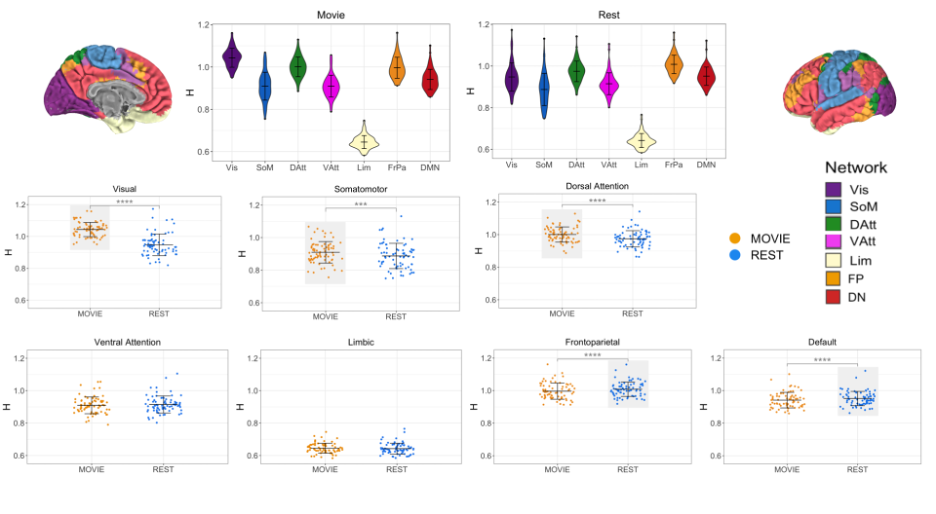 Movie
Rest
1.2
1.0
0.8
0.6
H
Vis SoM DAtt VAtt Lim FrPa DMN
1.2
1.0
0.8
0.6
H
Vis SoM DAtt VAtt Lim FrPa DMN
Network
Vis
SoM
DAtt
VAtt
Lim
FP
DN
MOVIE
REST
Visual
****
1.2
1.0
0.8
0.6
H
MOVIE REST
Somatomotor
***
1.2
1.0
0.8
0.6
H
MOVIE REST
Dorsal Attention
****
1.2
1.0
0.8
0.6
H
MOVIE REST
Ventral Attention
1.2
1.0
0.8
0.6
H
MOVIE REST
Limbic
1.2
1.0
0.8
0.6
H
MOVIE REST
Frontoparietal
****
1.2
1.0
0.8
0.6
H
MOVIE REST
Default
****
1.2
1.0
0.8
0.6
H
MOVIE REST